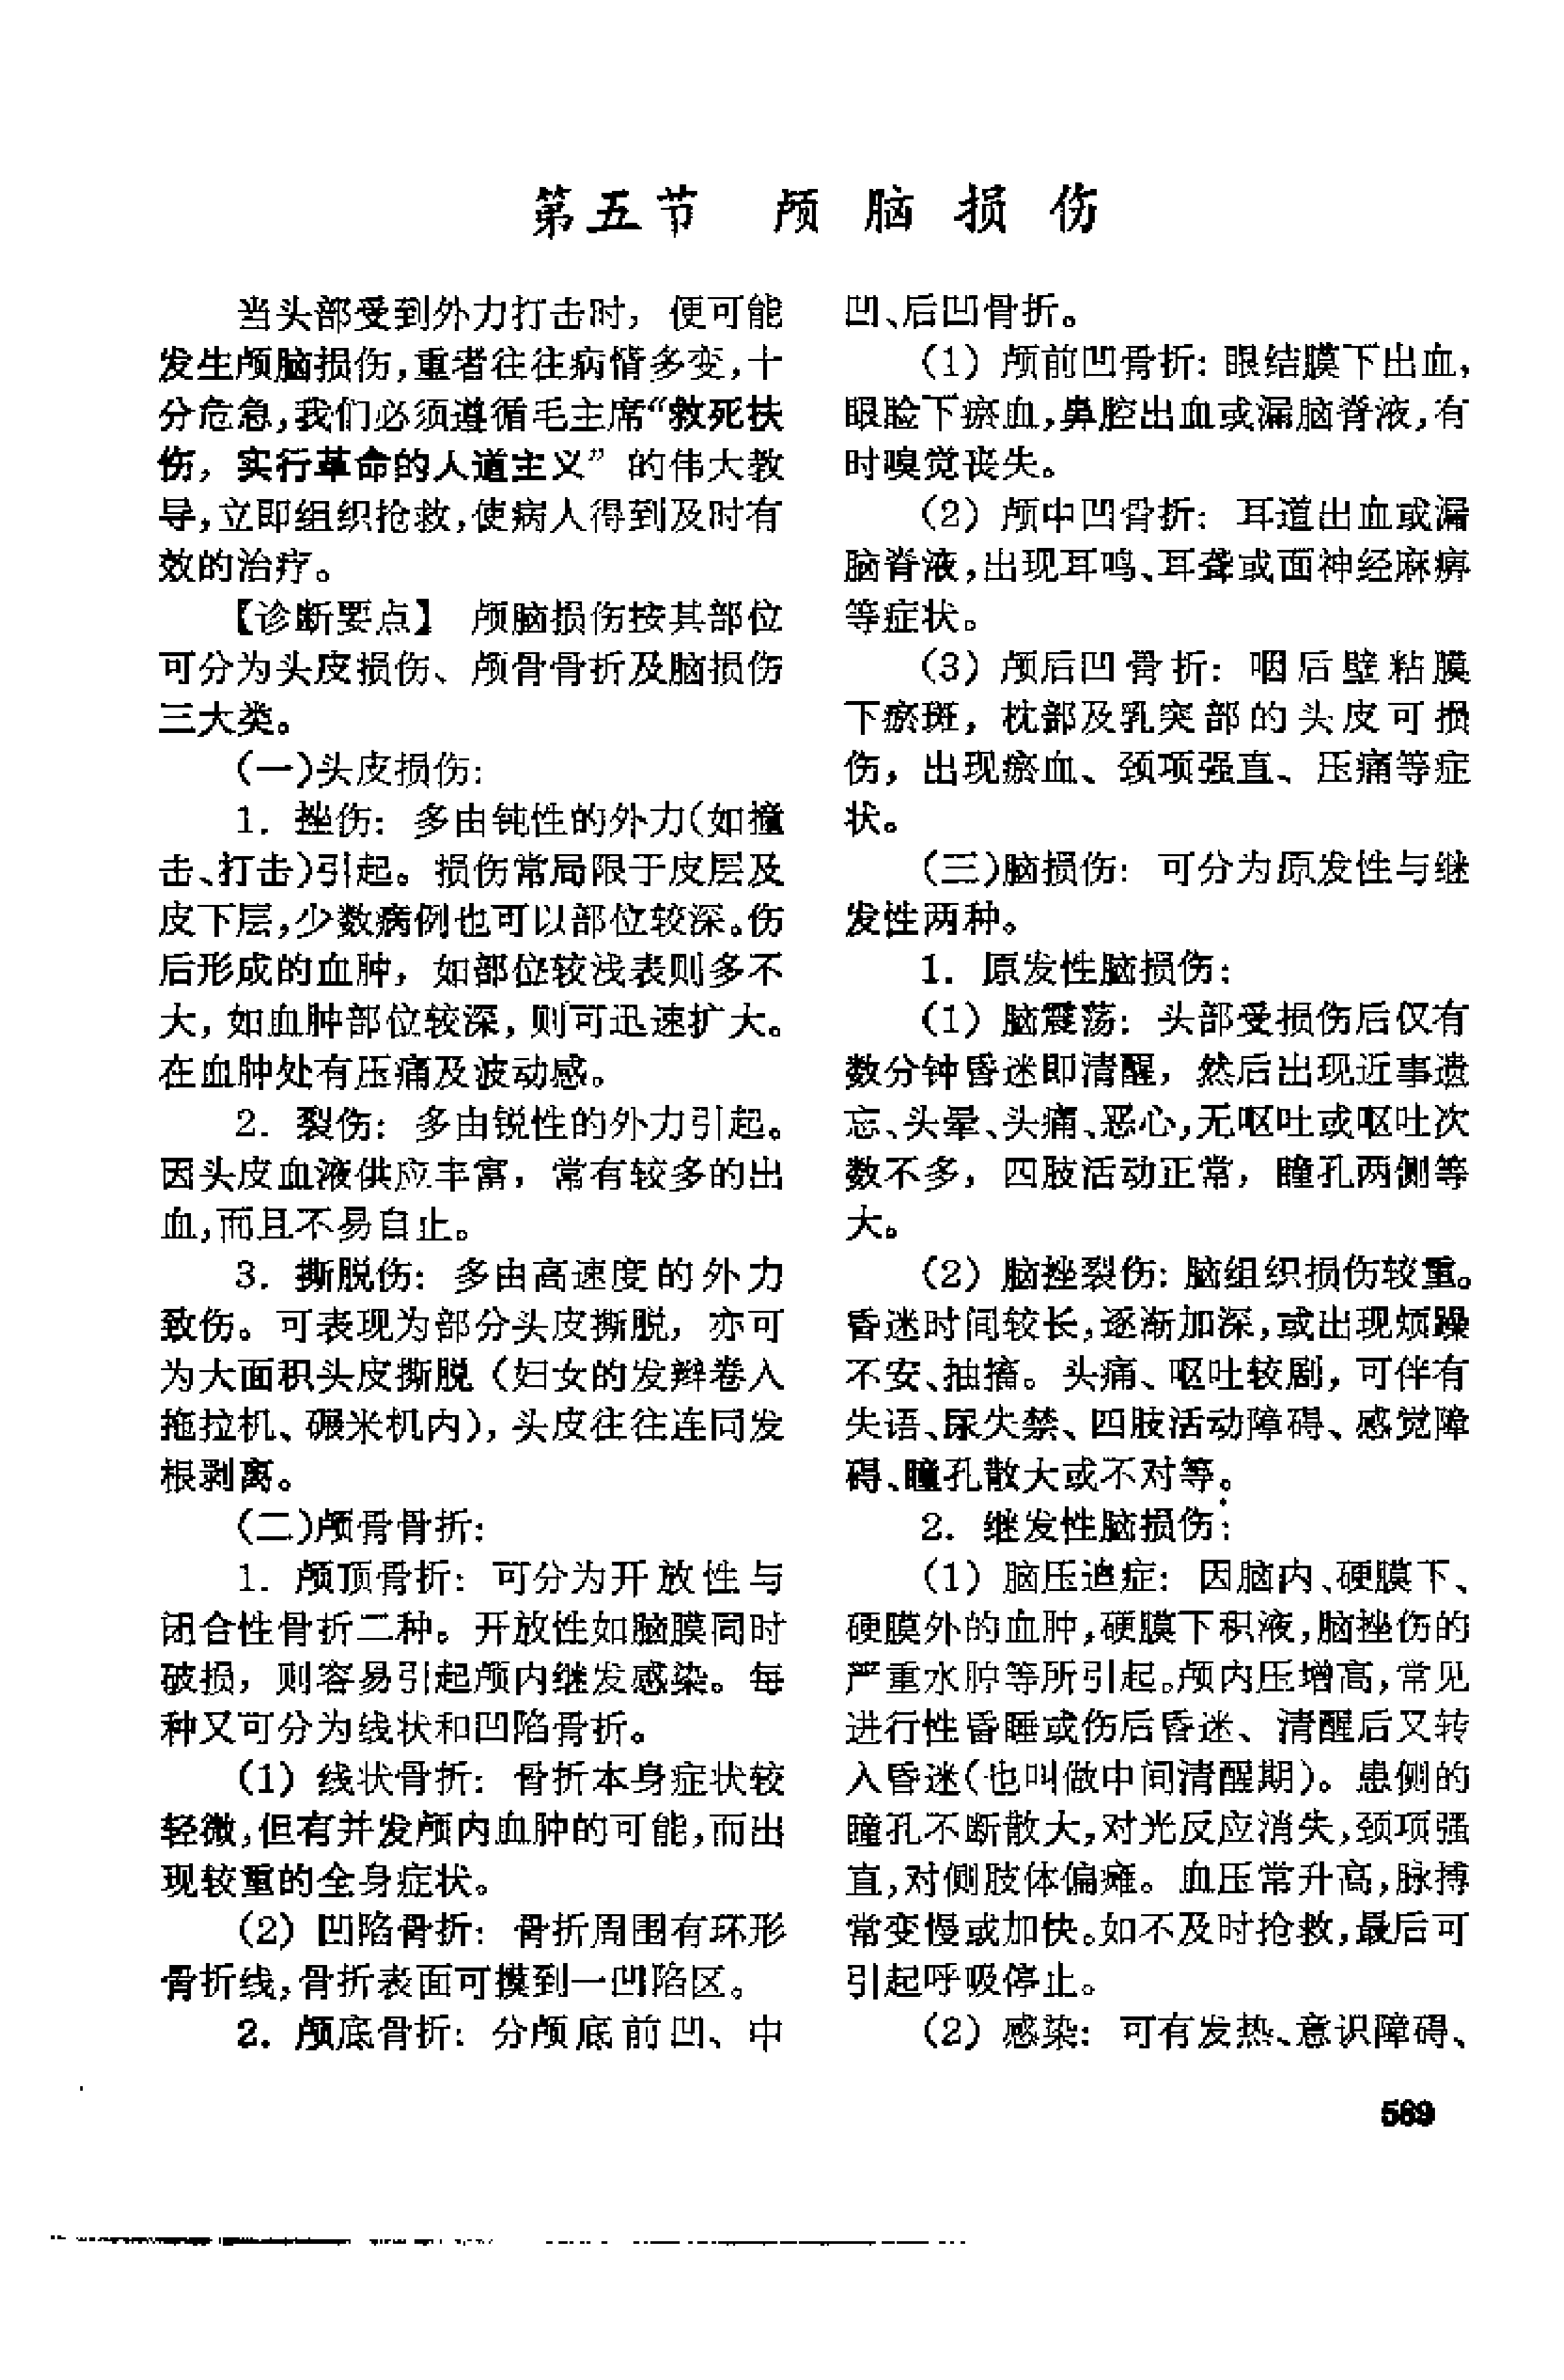 第五节 颅脑损伤
当头部受到外力打击时，便可能
发生颅脑损伤，重者往往病情多变，十
分危急，我们必须遵循毛主席“救死扶
伤，实行革命的人道主义”的伟大教
导，立即组织抢救，使病人得到及时有
效的治疗。
【诊断要点】 颅脑损伤按其部位
可分为头皮损伤、颅骨骨折及脑损伤
三大类。
（一）头皮损伤：
1. 挫伤：多由钝性的外力（如撞
击、打击）引起。损伤常局限于皮层及
皮下层，少数病例也可以部位较深。伤
后形成的血肿，如部位较浅表则多不
大，如血肿部位较深，则可迅速扩大。
在血肿处有压痛及波动感。
2. 裂伤：多由锐性的外力引起。
因头皮血液供应丰富，常有较多的出
血，而且不易自止。
3. 撕脱伤：多由高速度的外力
致伤。可表现为部分头皮撕脱，亦可
为大面积头皮撕脱（妇女的发辫卷入
拖拉机、碾米机内），头皮往往连同发
根剥离。
（二）颅骨骨折：
1. 颅顶骨折：可分为开放性与
闭合性骨折二种。开放性如脑膜同时
破损，则容易引起颅内继发感染。每
种又可分为线状和凹陷骨折。
（1）线状骨折：骨折本身症状较
轻微，但有并发颅内血肿的可能，而出
现较重的全身症状。
（2）凹陷骨折：骨折周围有环形
骨折线，骨折表面可摸到一凹陷区。
2. 颅底骨折：分颅底前凹、中
凹、后凹骨折。
（1）颅前凹骨折：眼结膜下出血，
眼睑下瘀血，鼻腔出血或漏脑脊液，有
时嗅觉丧失。
（2）颅中凹骨折：耳道出血或漏
脑脊液，出现耳鸣、耳聋或面神经麻痹
等症状。
（3）颅后凹骨折：咽后壁粘膜
下瘀斑，枕部及乳突部的头皮可损
伤，出现瘀血、颈项强直、压痛等症
状。
（三）脑损伤：可分为原发性与继
发性两种。
1. 原发性脑损伤：
（1）脑震荡：头部受损伤后仅有
数分钟昏迷即清醒，然后出现近事遗
忘、头晕、头痛、恶心，无呕吐或呕吐次
数不多，四肢活动正常，瞳孔两侧等
大。
（2）脑挫裂伤：脑组织损伤较重。
昏迷时间较长，逐渐加深，或出现烦躁
不安、抽搐。头痛、呕吐较剧，可伴有
失语、尿失禁、四肢活动障碍、感觉障
碍、瞳孔散大或不对等。
2. 继发性脑损伤：
（1）脑压迫症：因脑内、硬膜下、
硬膜外的血肿，硬膜下积液，脑挫伤的
严重水肿等所引起。颅内压增高，常见
进行性昏睡或伤后昏迷、清醒后又转
入昏迷（也叫做中间清醒期）。患侧的
瞳孔不断散大，对光反应消失，颈项强
直，对侧肢体偏瘫。血压常升高，脉搏
常变慢或加快。如不及时抢救，最后可
引起呼吸停止。
（2）感染：可有发热、意识障碍、
569